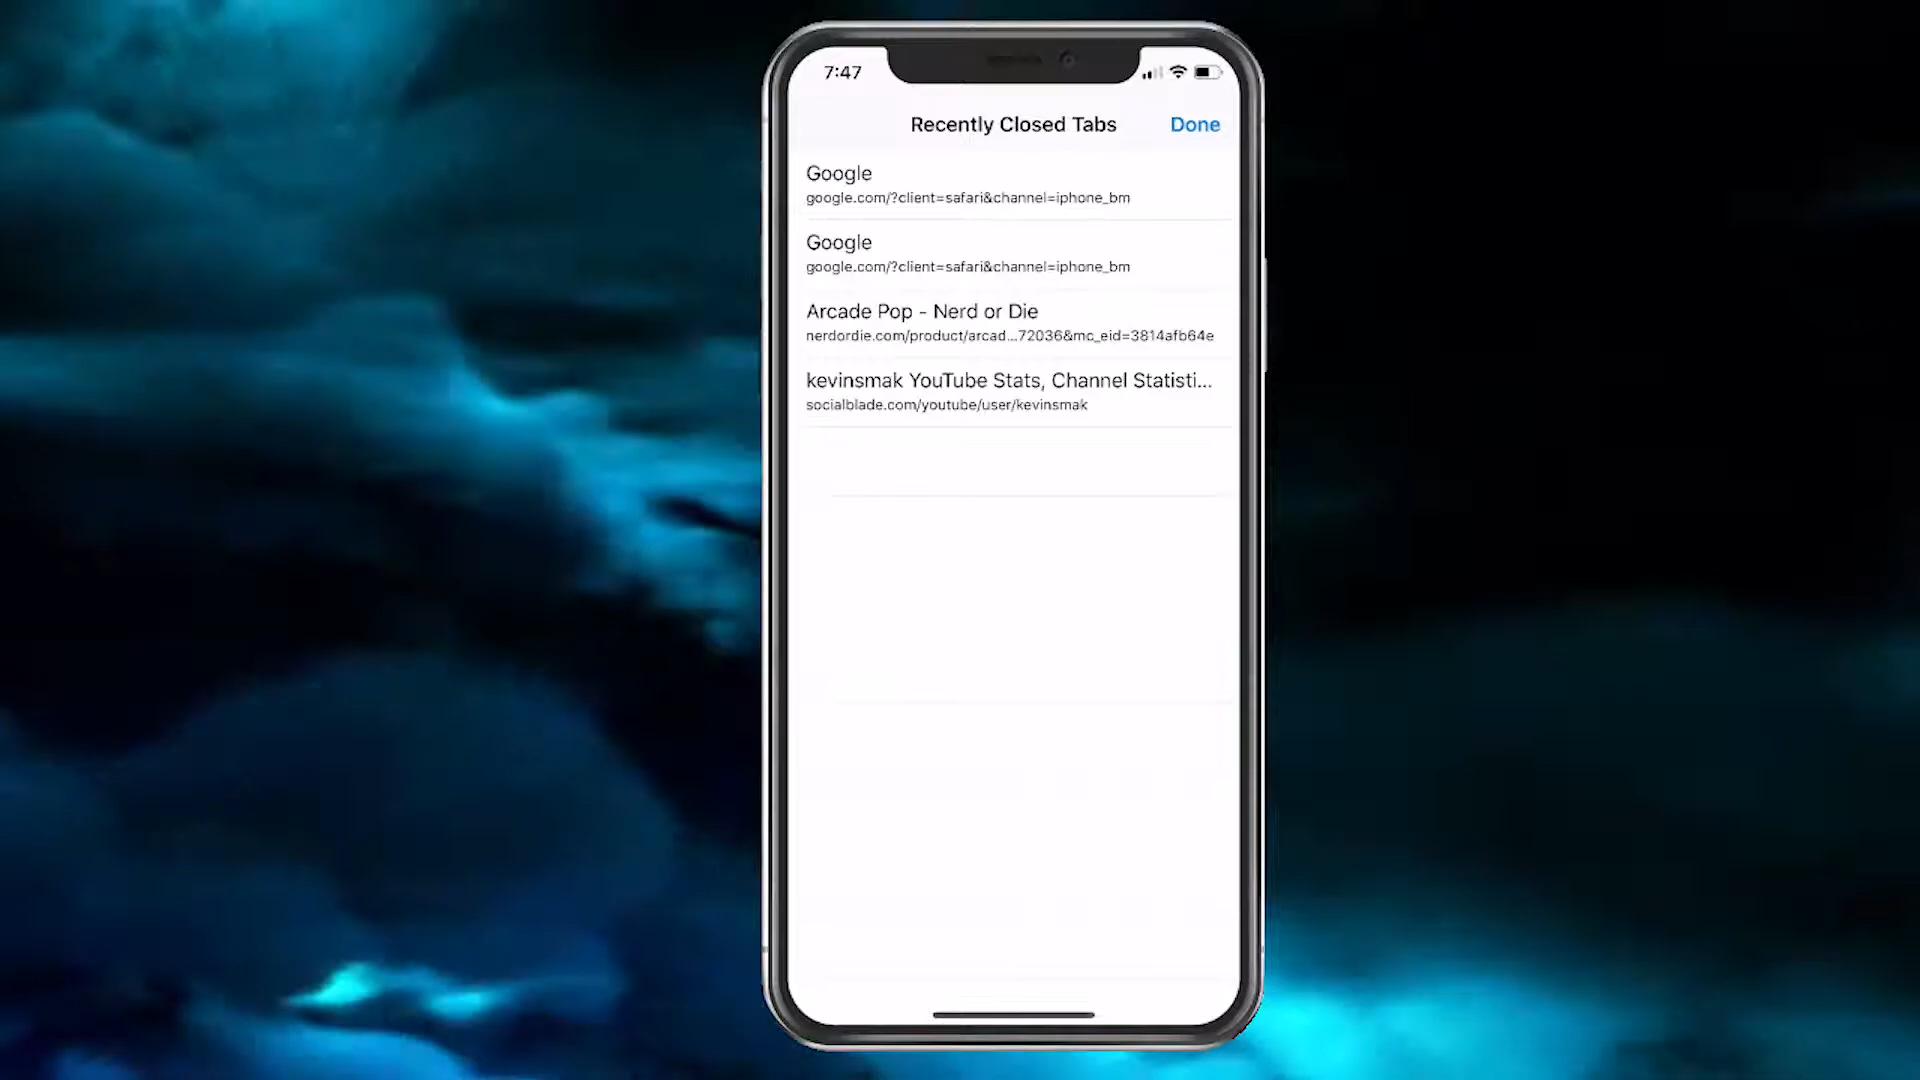 7:47
Recently Closed Tabs
Done
Google
google.com/?client=safari&channel=iphone_bm
Google
google.com/?client=safari&channel=iphone_bm
Arcade Pop - Nerd or Die
nerdordie.com/product/arcad...72036&mc_eid=3814afb64e
kevinsmak YouTube Stats, Channel Statisti...
socialblade.com/youtube/user/kevinsmak